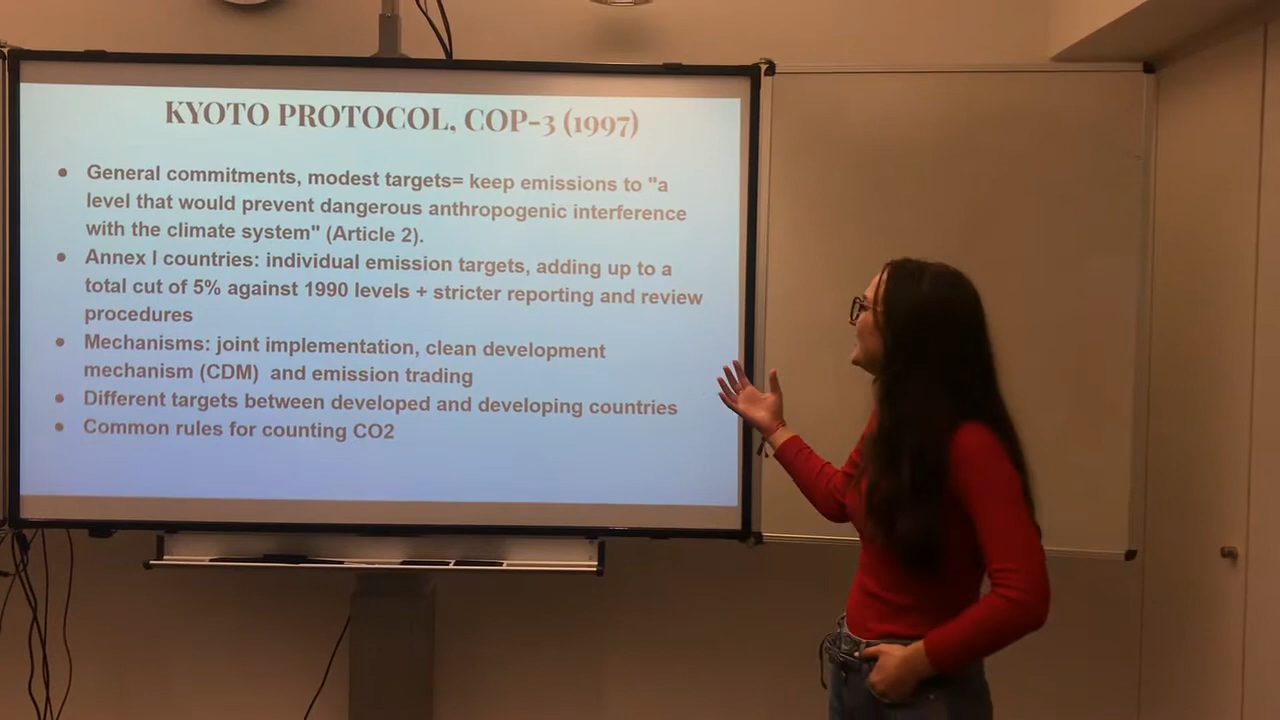 KYOTO PROTOCOL, COP-3 (1997)
● General commitments, modest targets= keep emissions to "a
level that would prevent dangerous anthropogenic interference
with the climate system" (Article 2).
● Annex I countries: individual emission targets, adding up to a
total cut of 5% against 1990 levels + stricter reporting and review
procedures
● Mechanisms: joint implementation, clean development
mechanism (CDM) and emission trading
● Different targets between developed and developing countries
● Common rules for counting CO2